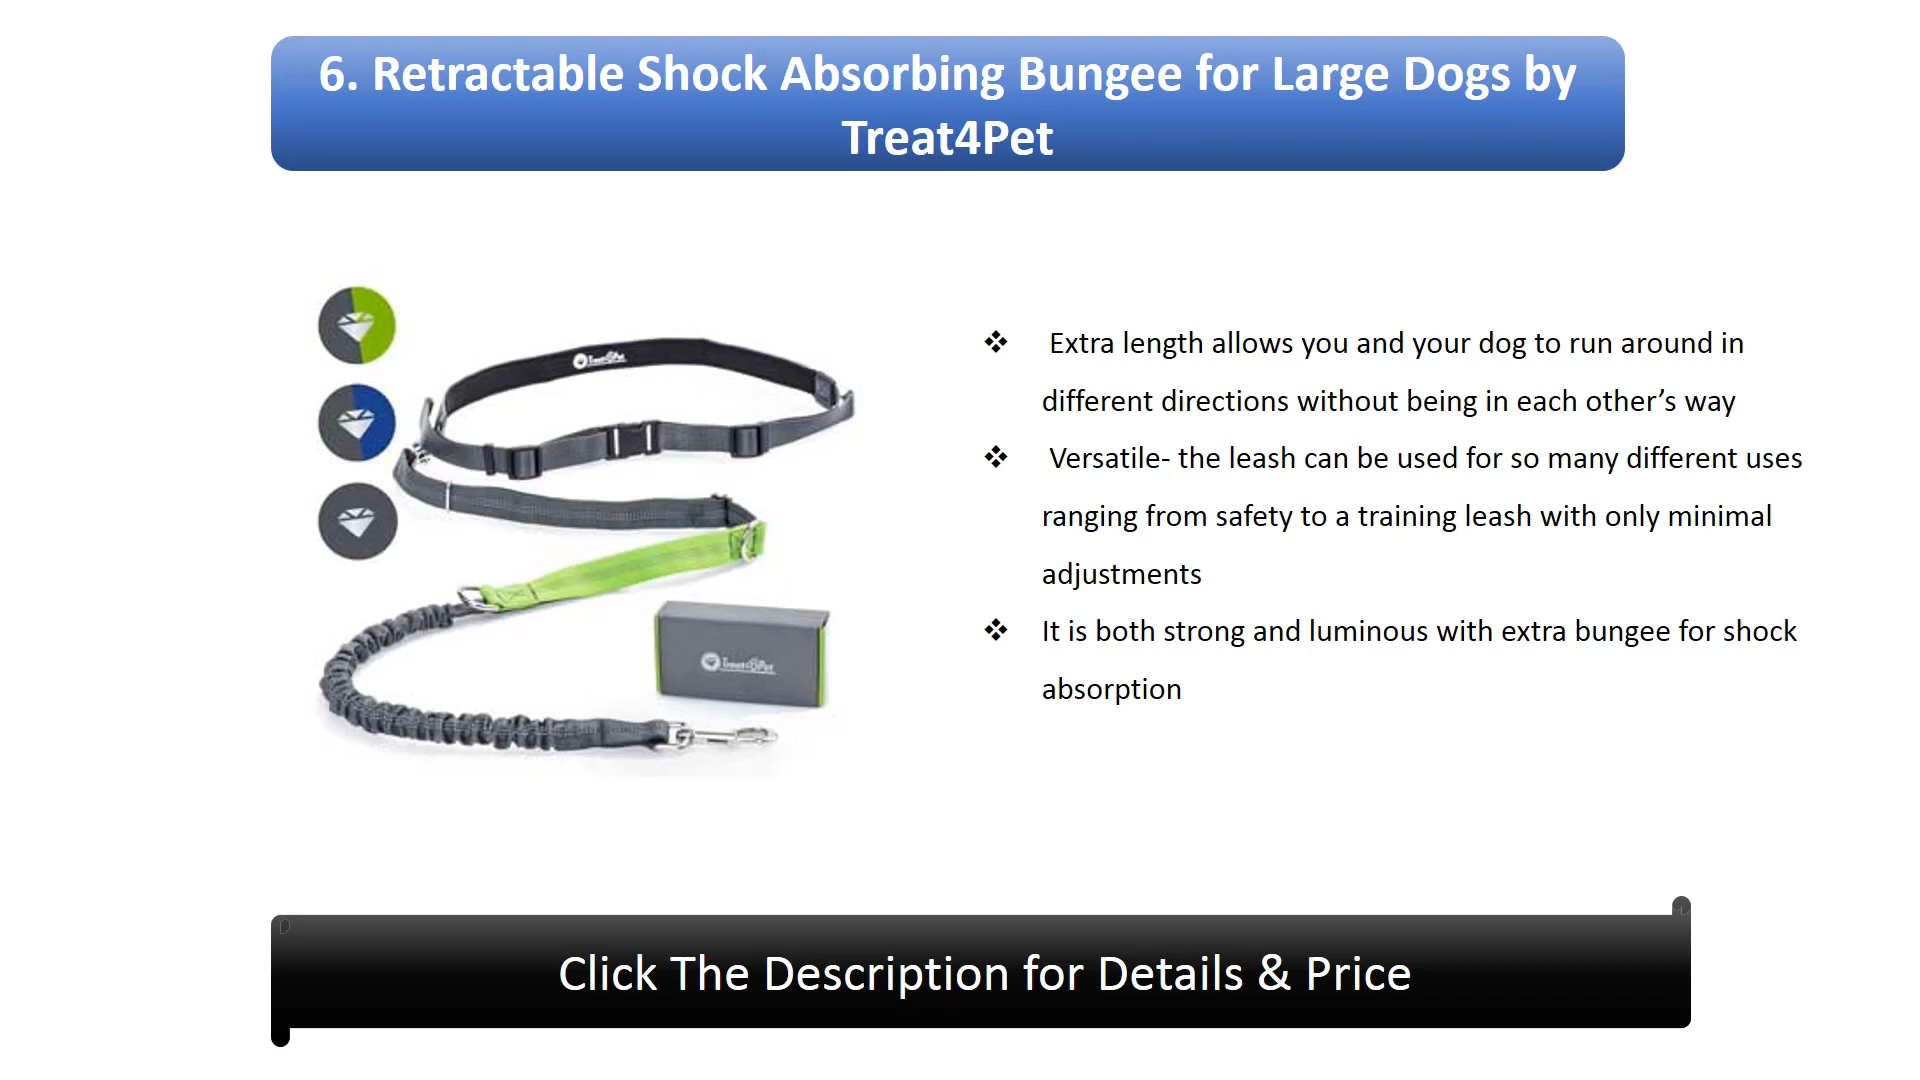 6. Retractable Shock Absorbing Bungee for Large Dogs by
Treat4Pet
Treat4Pet
❖ Extra length allows you and your dog to run around in
different directions without being in each other’s way
❖ Versatile- the leash can be used for so many different uses
ranging from safety to a training leash with only minimal
adjustments
❖ It is both strong and luminous with extra bungee for shock
absorption
Treat4Pet
Click The Description for Details & Price